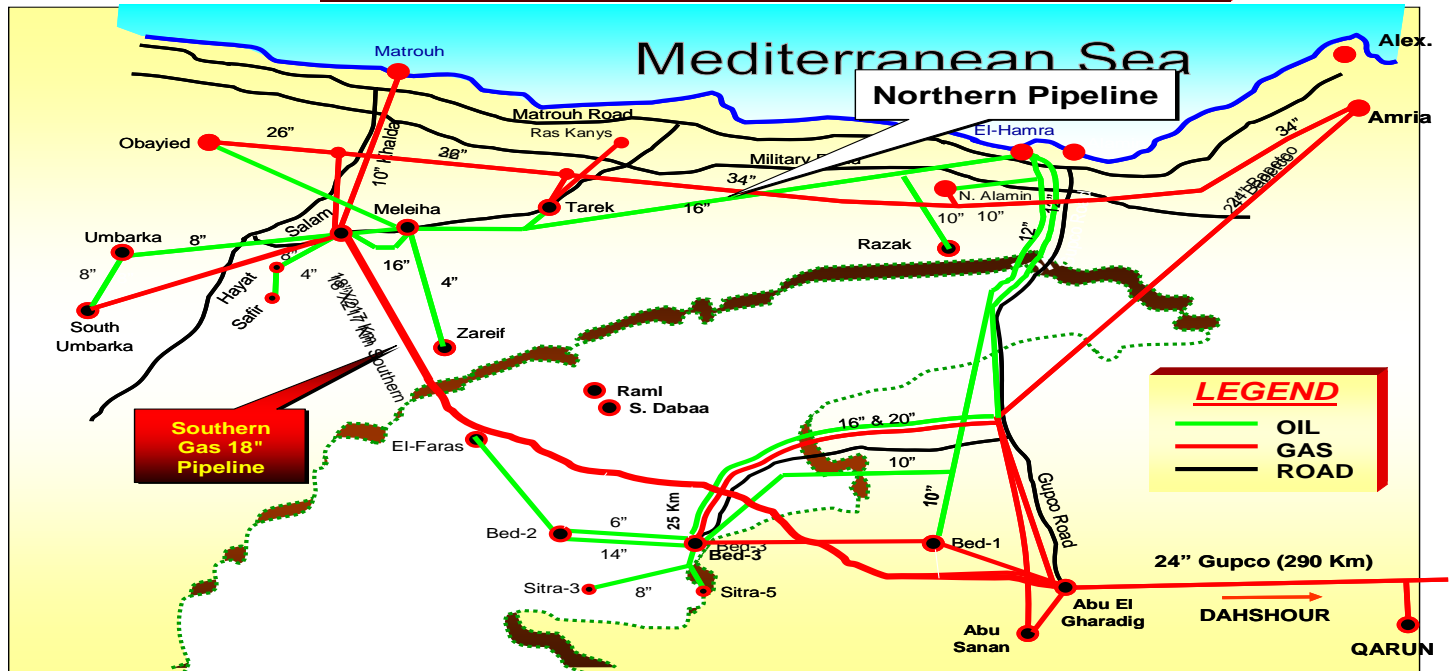 Mediterranean Sea
Alex.
Matrouh
Northern Pipeline
Amria
34”
Matrouh Road
Ras Kanys
El-Hamra
Obayied
26”
10” Khalda
Military
34”
N. Alamin
16”
10”
10”
12”
12”
Meleiha
Tarek
Salam
Umbarka
8”
8”
Razak
8”
4”
16”
4”
Hayat
Safir
South
Umbarka
Zareif
Southern
Raml
S. Dabaa
LEGEND
OIL
GAS
ROAD
Southern
Gas 18"
Pipeline
16” & 20”
El-Faras
10”
10”
25 Km
Gupco Road
6”
Bed-2
14”
Bed-3
Bed-3
Bed-1
24” Gupco (290 Km)
Sitra-3
8”
Sitra-5
Abu El
Gharadig
DAHSHOUR
Abu
Sanan
QARUN